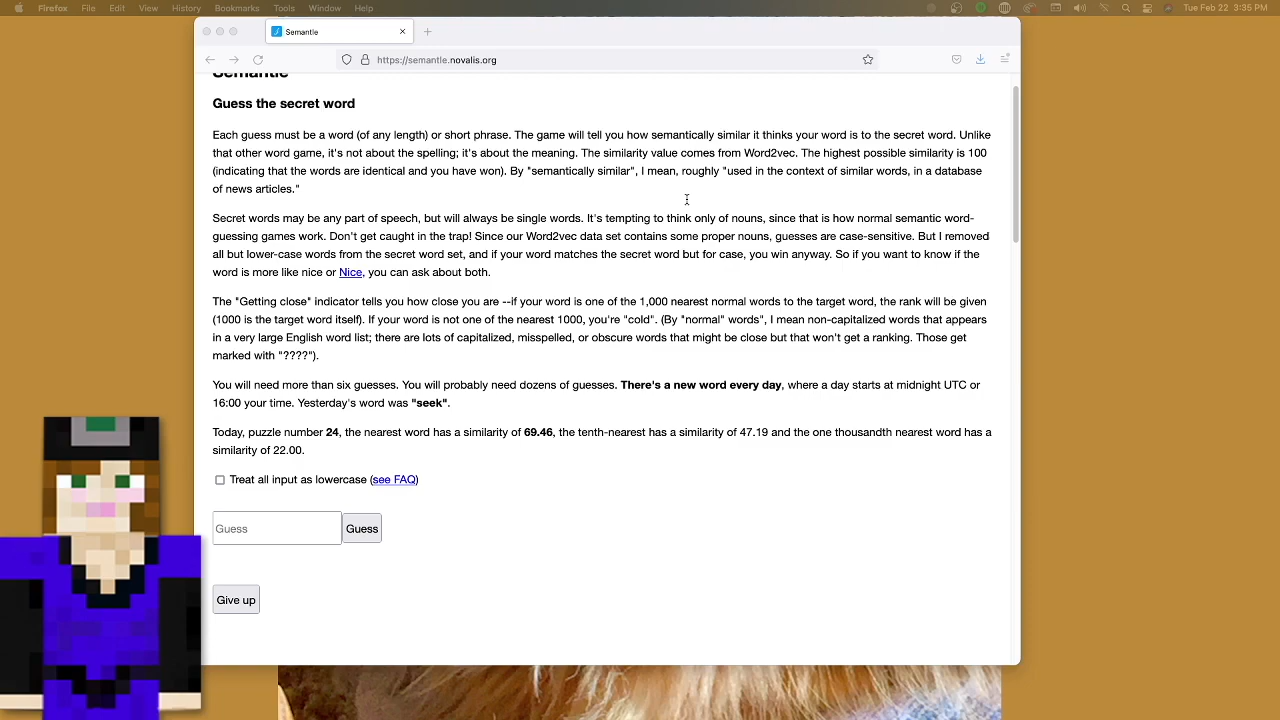 Firefox File Edit View History Bookmarks Tools Window Help Tue Feb 22 3:35 PM
Semantle
https://semantle.novalis.org
Semantle
Guess the secret word
Each guess must be a word (of any length) or short phrase. The game will tell you how semantically similar it thinks your word is to the secret word. Unlike
that other word game, it's not about the spelling; it's about the meaning. The similarity value comes from Word2vec. The highest possible similarity is 100
(indicating that the words are identical and you have won). By "semantically similar", I mean, roughly "used in the context of similar words, in a database
of news articles."
Secret words may be any part of speech, but will always be single words. It's tempting to think only of nouns, since that is how normal semantic word-
guessing games work. Don't get caught in the trap! Since our Word2vec data set contains some proper nouns, guesses are case-sensitive. But I removed
all but lower-case words from the secret word set, and if your word matches the secret word but for case, you win anyway. So if you want to know if the
word is more like nice or Nice, you can ask about both.
The "Getting close" indicator tells you how close you are --if your word is one of the 1,000 nearest normal words to the target word, the rank will be given
(1000 is the target word itself). If your word is not one of the nearest 1000, you're "cold". (By "normal" words", I mean non-capitalized words that appears
in a very large English word list; there are lots of capitalized, misspelled, or obscure words that might be close but that won't get a ranking. Those get
marked with "????").
You will need more than six guesses. You will probably need dozens of guesses. There's a new word every day, where a day starts at midnight UTC or
16:00 your time. Yesterday's word was "seek".
Today, puzzle number 24, the nearest word has a similarity of 69.46, the tenth-nearest has a similarity of 47.19 and the one thousandth nearest word has a
similarity of 22.00.
Treat all input as lowercase (see FAQ)
Guess Guess
Give up